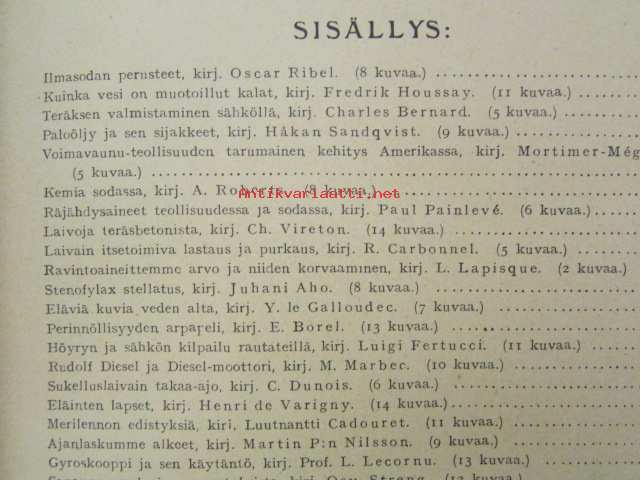 SISÄLLYS:
Ilmasodan perusteet, kirj. Oscar Ribel. (8 kuvaa.)
Kuinka vesi on muotoillut kalat, kirj. Fredrik Houssay. (11 kuvaa.)
Teräksen valmistaminen sähköllä, kirj. Charles Bernard. (5 kuvaa.)
Paloöljy ja sen sijakkeet, kirj. Håkan Sandqvist. (9 kuvaa.)
Voimavaunu-teollisuuden tarumainen kehitys Amerikassa, kirj. Mortimer-Még
(5 kuvaa.)
Kemia sodassa, kirj. A. Roberts. (8 kuvaa.)
Antikvariaatti.net
Räjähdysaineet teollisuudessa ja sodassa, kirj. Paul Painlevé. (6 kuvaa.)
Laivoja teräsbetonista, kirj. Ch. Vireton. (14 kuvaa.)
Laivain itsetoimiva lastaus ja purkaus, kirj. R. Carbonnel. (5 kuvaa.)
Ravintoaineittemme arvo ja niiden korvaaminen, kirj. L. Lapisque. (2 kuvaa.)
Stenofylax stellatus, kirj. Juhani Aho. (8 kuvaa.)
Eläviä kuvia veden alta, kirj. Y. le Galloudec. (7 kuvaa.)
Perinnöllisyyden arpapeli, kirj. E. Borel. (13 kuvaa.)
Höyryn ja sähkön kilpailu rautateillä, kirj. Luigi Fertucci. (11 kuvaa.)
Rudolf Diesel ja Diesel-moottori, kirj. M. Marbec. (10 kuvaa.)
Sukelluslaivain takaa-ajo, kirj. C. Dunois. (6 kuvaa.)
Eläinten lapset, kirj. Henri de Varigny. (14 kuvaa.)
Merilennon edistyksiä, kirj. Luutnantti Cadouret. (11 kuvaa.)
Ajanlaskumme alkeet, kirj. Martin P:n Nilsson. (9 kuvaa.)
Gyroskooppi ja sen käytäntö, kirj. Prof. L. Lecornu. (13 kuvaa.)